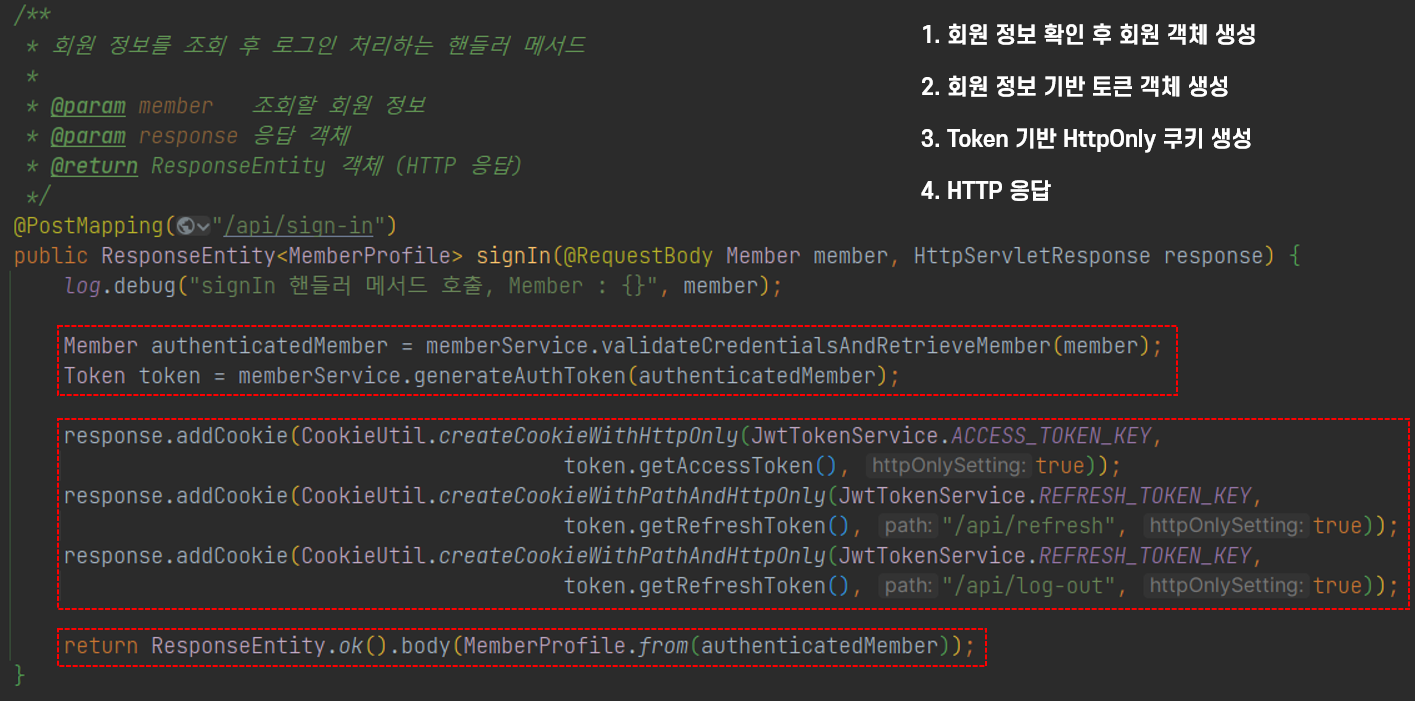 /**
 * 회원 정보를 조회 후 로그인 처리하는 핸들러 메서드
 *
 * @param member   조회할 회원 정보
 * @param response 응답 객체
 * @return ResponseEntity 객체 (HTTP 응답)
 */
1. 회원 정보 확인 후 회원 객체 생성
2. 회원 정보 기반 토큰 객체 생성
3. Token 기반 HttpOnly 쿠키 생성
4. HTTP 응답
@PostMapping("/api/sign-in")
public ResponseEntity<MemberProfile> signIn(@RequestBody Member member, HttpServletResponse response) {
    log.debug("signIn 핸들러 메서드 호출, Member : {}", member);
    Member authenticatedMember = memberService.validateCredentialsAndRetrieveMember(member);
    Token token = memberService.generateAuthToken(authenticatedMember);
    response.addCookie(CookieUtil.createCookieWithHttpOnly(JwtTokenService.ACCESS_TOKEN_KEY,
                                            token.getAccessToken(), httpOnlySetting: true));
    response.addCookie(CookieUtil.createCookieWithPathAndHttpOnly(JwtTokenService.REFRESH_TOKEN_KEY,
                                            token.getRefreshToken(), path: "/api/refresh", httpOnlySetting: true));
    response.addCookie(CookieUtil.createCookieWithPathAndHttpOnly(JwtTokenService.REFRESH_TOKEN_KEY,
                                            token.getRefreshToken(), path: "/api/log-out", httpOnlySetting: true));
    return ResponseEntity.ok().body(MemberProfile.from(authenticatedMember));
}